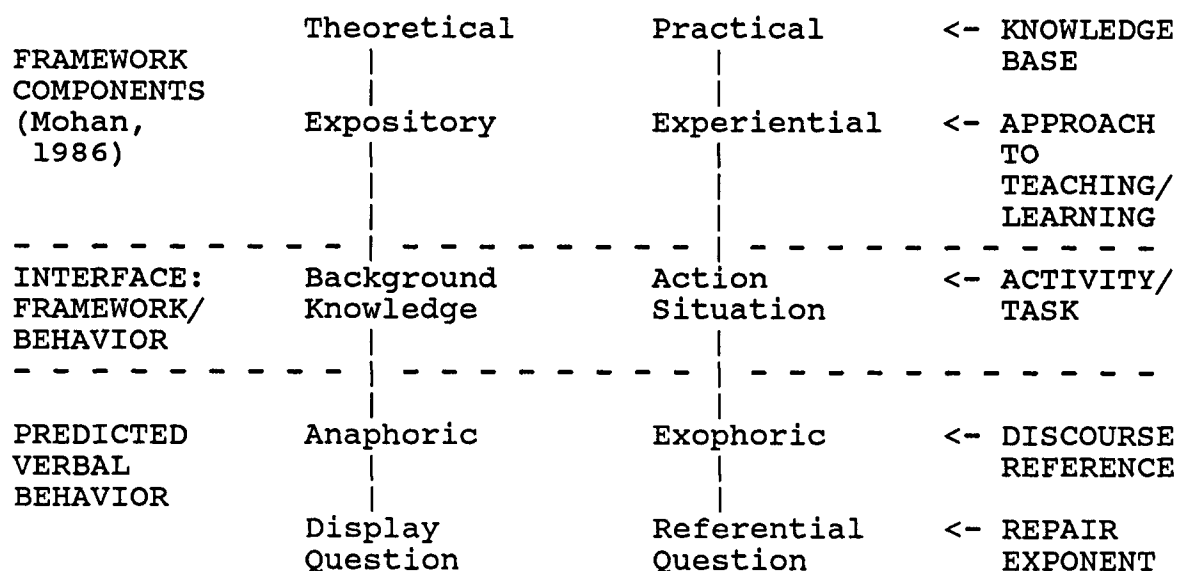 Theoretical Practical <- KNOWLEDGE
FRAMEWORK BASE
COMPONENTS
(Mohan, Expository Experiential <- APPROACH
1986) TO
TEACHING/
LEARNING
INTERFACE: Background Action <- ACTIVITY/
FRAMEWORK/ Knowledge Situation TASK
BEHAVIOR
PREDICTED Anaphoric Exophoric <- DISCOURSE
VERBAL REFERENCE
BEHAVIOR
Display Referential <- REPAIR
Question Question EXPONENT